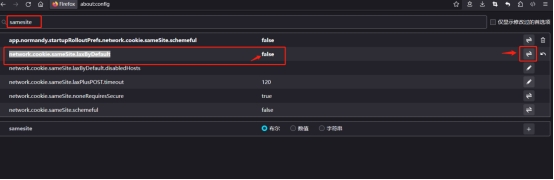 Firefox about:config
samesite 仅显示修改过的首选项
app.normandy.startupRolloutPrefs.network.cookie.sameSite.schemeful false
network.cookie.sameSite.laxByDefault false
network.cookie.sameSite.laxByDefault.disabledHosts
network.cookie.sameSite.laxPlusPOST.timeout 120
network.cookie.sameSite.noneRequiresSecure true
network.cookie.sameSite.schemeful false
samesite 布尔 数值 字符串